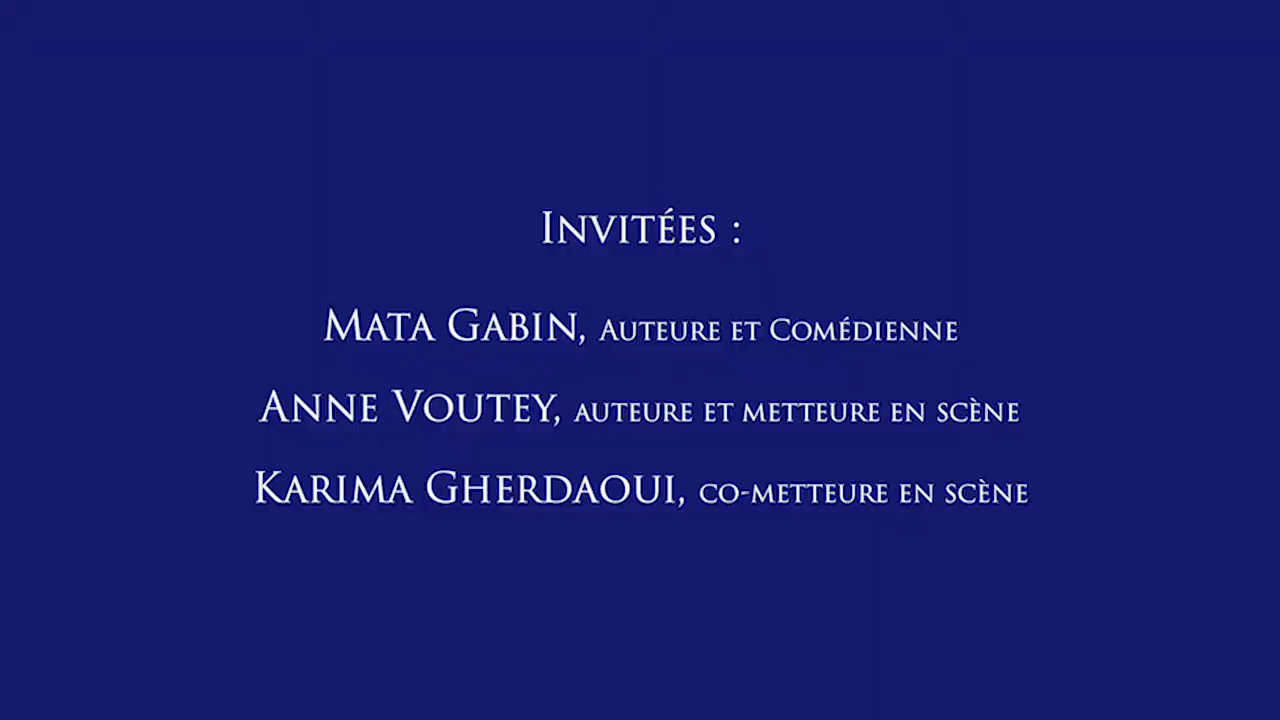 Invitées :
Mata Gabin, Auteure et Comédienne
Anne Voutey, auteure et metteure en scène
Karima Gherdaoui, co-metteure en scène